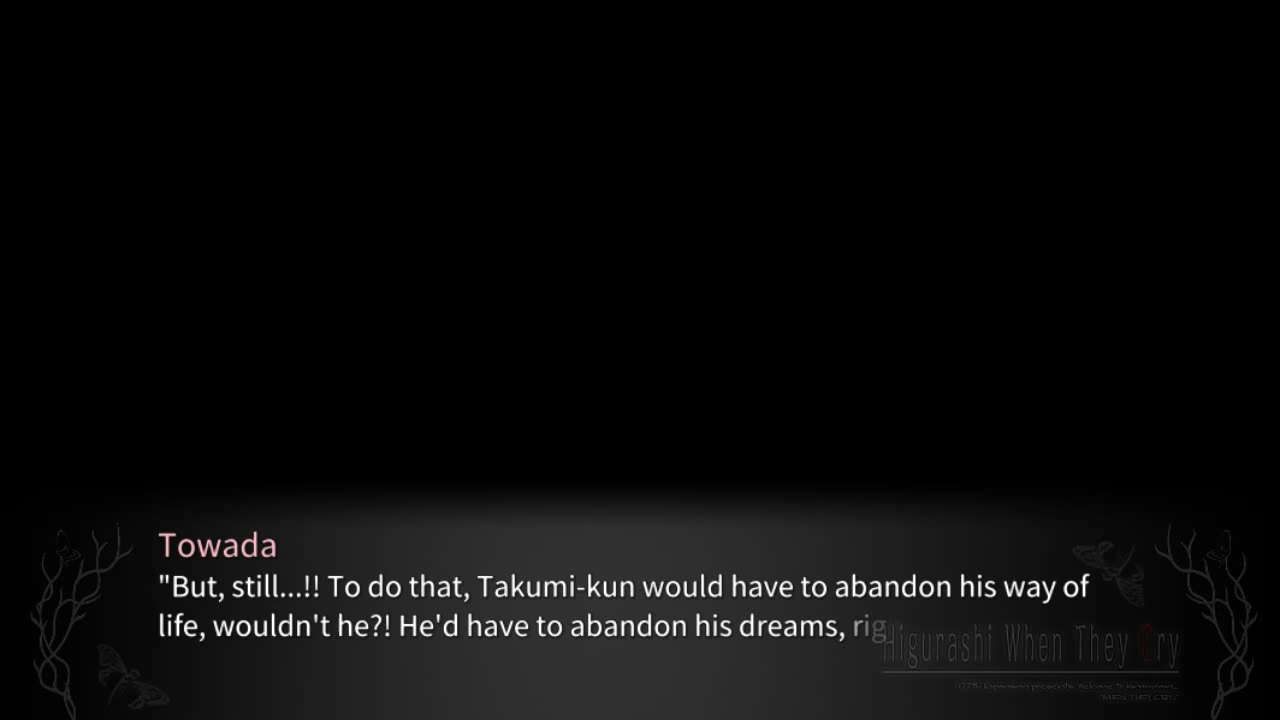 Towada
"But, still...!! To do that, Takumi-kun would have to abandon his way of
life, wouldn't he?! He'd have to abandon his dreams, rig
Higurashi When They Cry